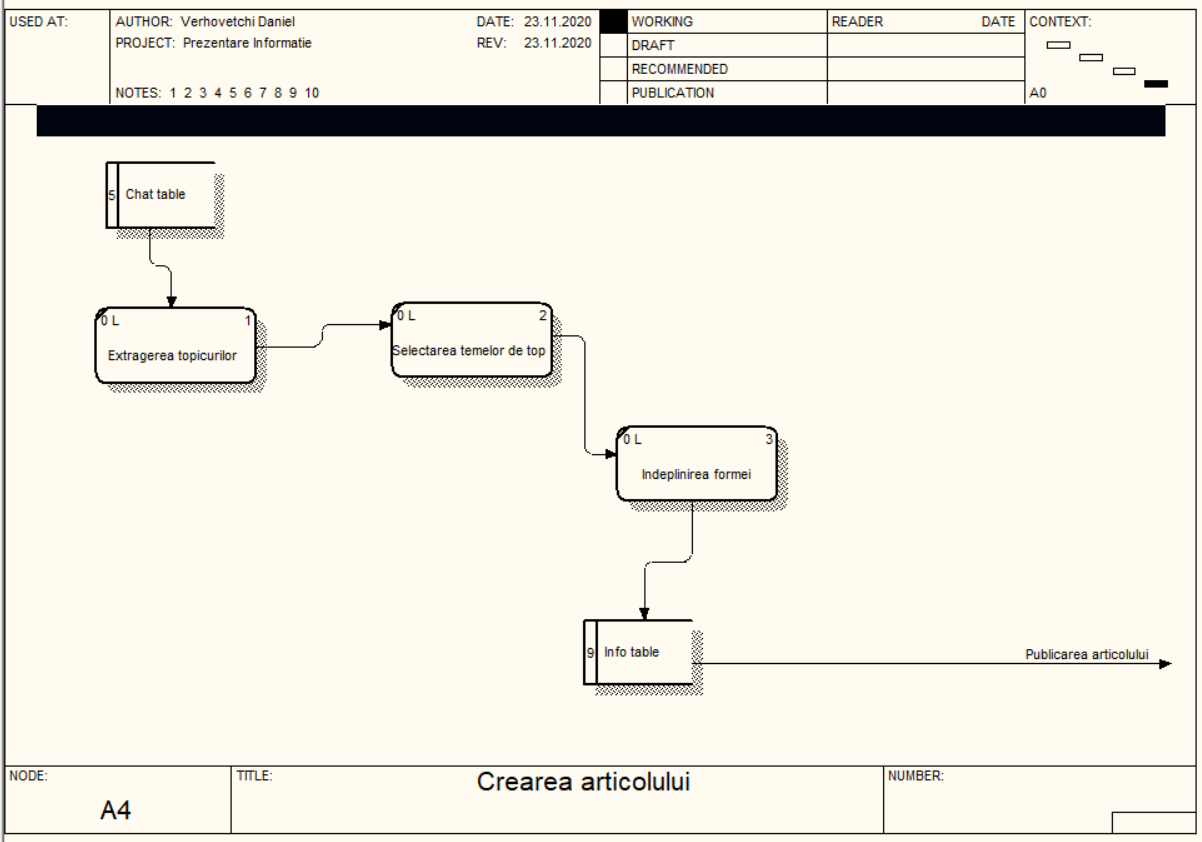 USED AT:
AUTHOR: Verhovetchi Daniel
DATE: 23.11.2020
WORKING
READER
DATE
CONTEXT:
PROJECT: Prezentare Informatie
REV: 23.11.2020
DRAFT
RECOMMENDED
NOTES: 1 2 3 4 5 6 7 8 9 10
PUBLICATION
A0
5
Chat table
0 L
1
Extragerea topicurilor
0 L
2
Selectarea temelor de top
0 L
3
Indeplinirea formei
9
Info table
Publicarea articolului
NODE:
A4
TITLE:
Crearea articolului
NUMBER: